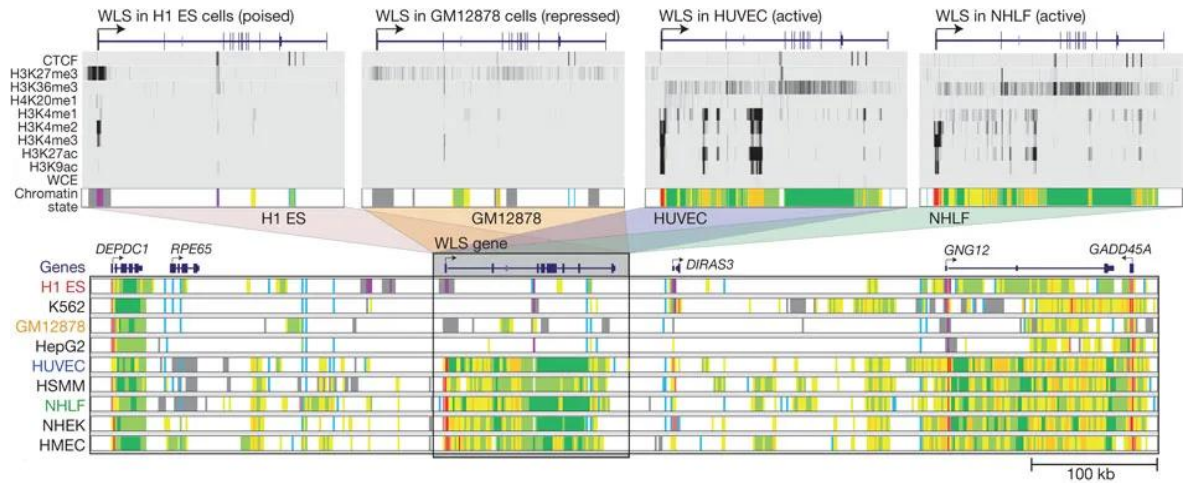 WLS in H1 ES cells (poised)
WLS in GM12878 cells (repressed)
WLS in HUVEC (active)
WLS in NHLF (active)
CTCF
H3K27me3
H3K36me3
H4K20me1
H3K4me1
H3K4me2
H3K4me3
H3K27ac
H3K9ac
WCE
Chromatin
state
H1 ES
GM12878
HUVEC
NHLF
WLS gene
DEPDC1
RPE65
DIRAS3
GNG12
GADD45A
Genes
H1 ES
K562
GM12878
HepG2
HUVEC
HSMM
NHLF
NHEK
HMEC
100 kb